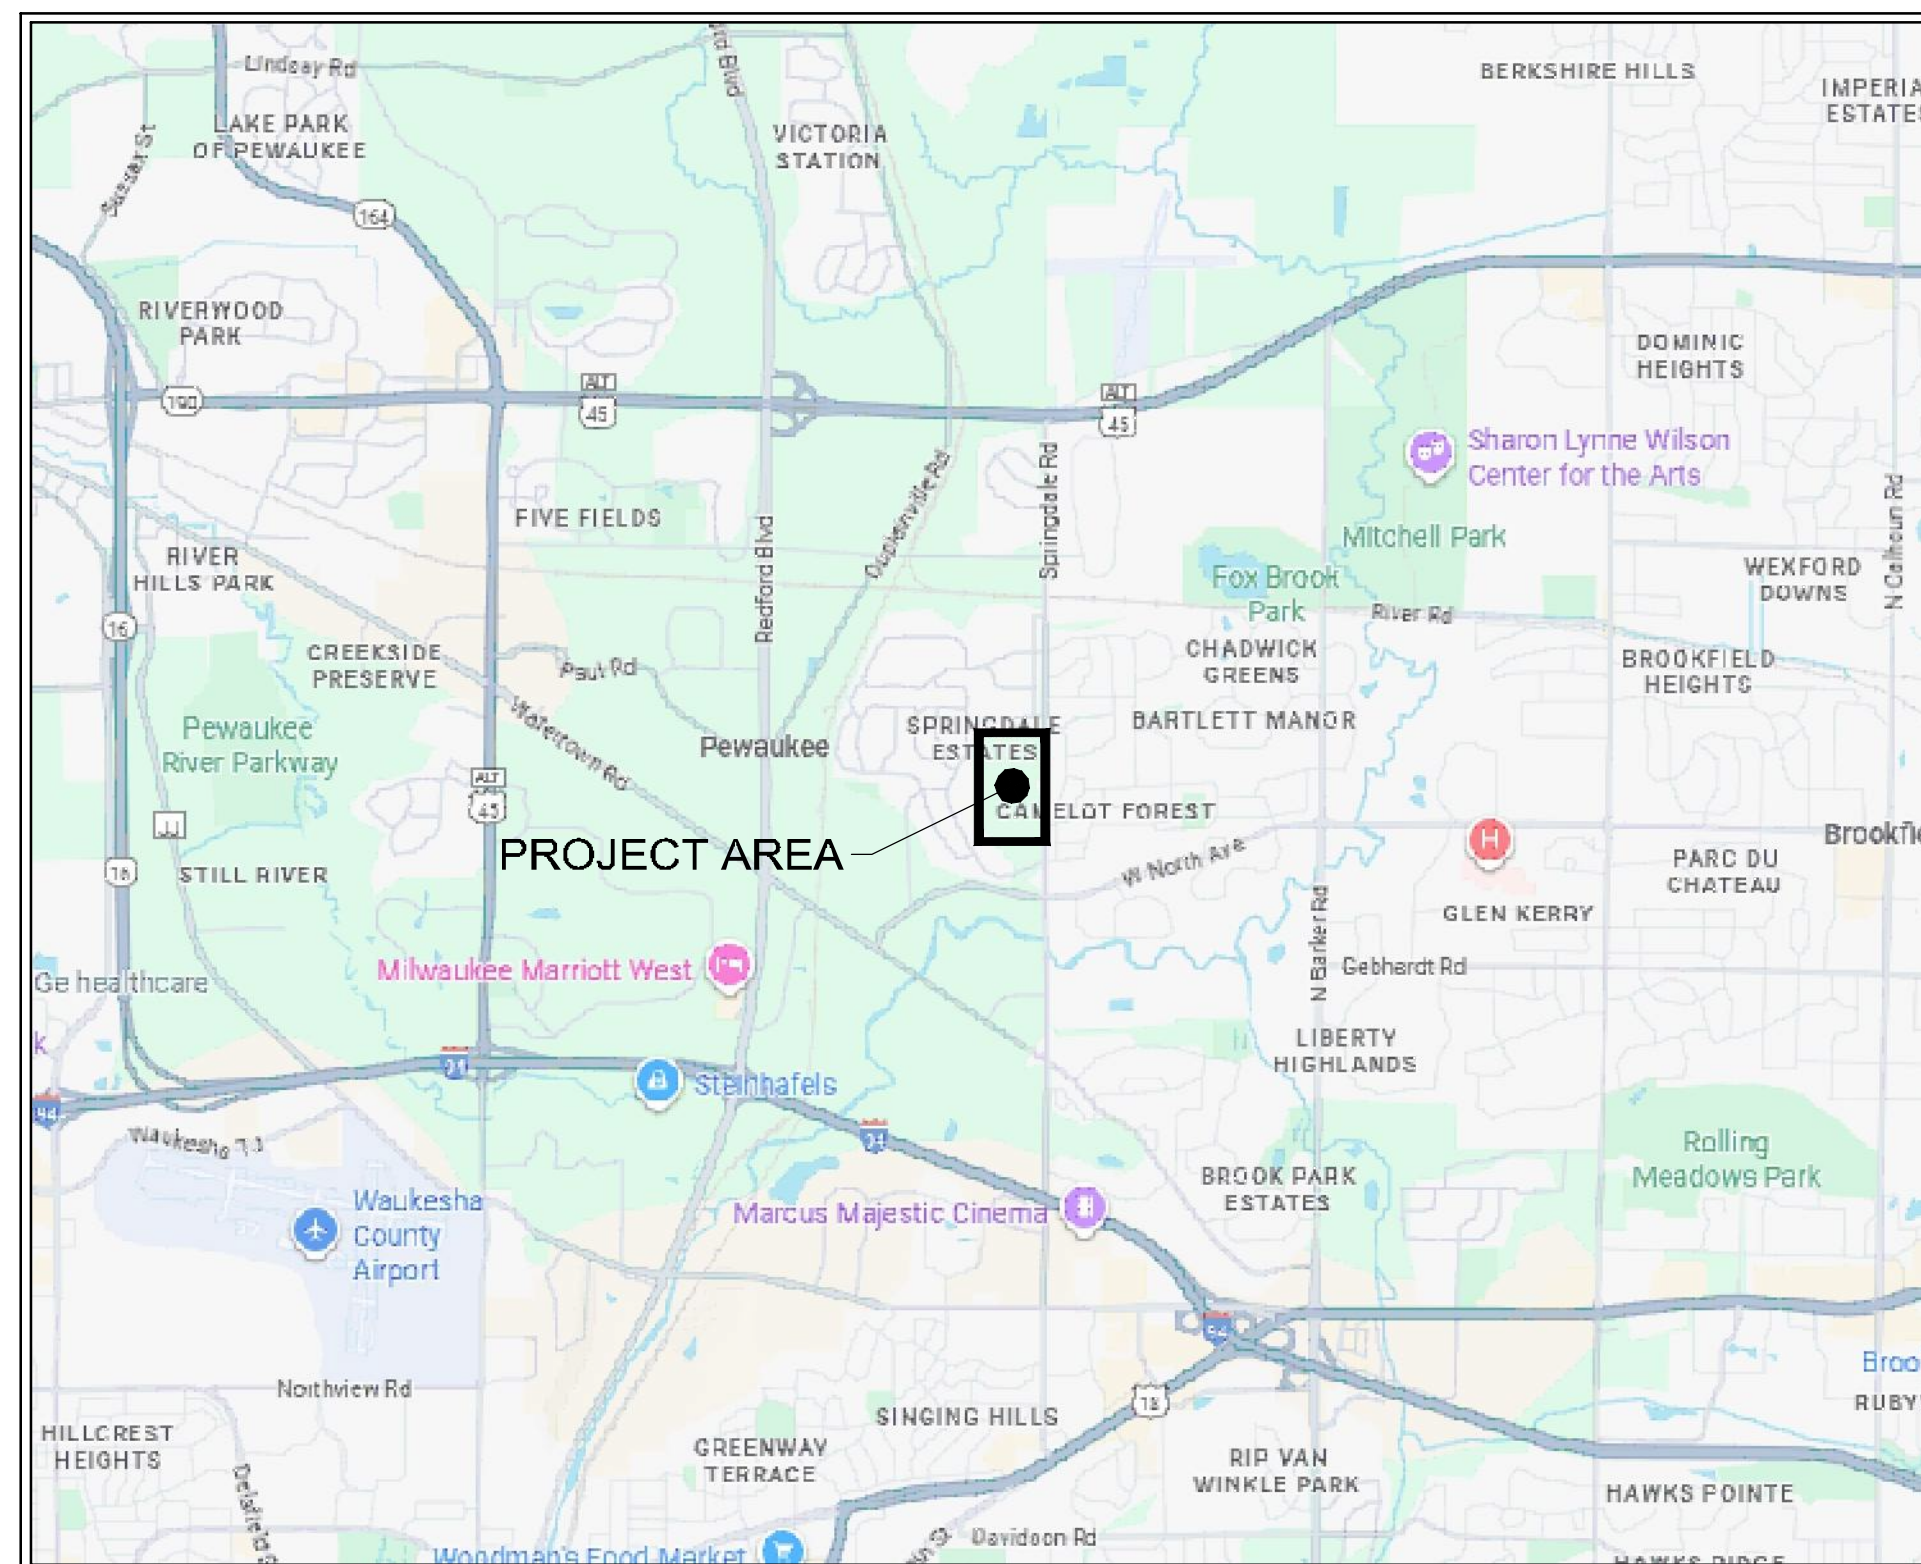 Lindsay Rd
BERKSHIRE HILLS
LAKE PARK
OF PEWAUKEE
VICTORIA
STATION
Sussex St
164
RIVERWOOD
PARK
DOMINIC
HEIGHTS
190
ALT
45
ALT
45
Sharon Lynne Wilson
Center for the Arts
Springdale Rd
Duplainville Rd
N Calhoun Rd
FIVE FIELDS
Redford Blvd
Mitchell Park
RIVER
HILLS PARK
Fox Brook
Park
WEXFORD
DOWNS
River Rd
16
CREEKSIDE
PRESERVE
Paul Rd
CHADWICK
GREENS
BROOKFIELD
HEIGHTS
Watertown Rd
Pewaukee
River Parkway
Pewaukee
SPRINGDALE
ESTATES
BARTLETT MANOR
ALT
45
CAMELOT FOREST
JJ
PROJECT AREA
W North Ave
H
PARC DU
CHATEAU
STILL RIVER
GLEN KERRY
N Barker Rd
Milwaukee Marriott West
Gebhardt Rd
Ge healthcare
LIBERTY
HIGHLANDS
Steinhafels
94
Waukesha
County
Airport
Rolling
Meadows Park
BROOK PARK
ESTATES
Marcus Majestic Cinema
Northview Rd
18
SINGING HILLS
HILLCREST
HEIGHTS
GREENWAY
TERRACE
RIP VAN
WINKLE PARK
HAWKS POINTE
Davidson Rd
Woodman's Food Market